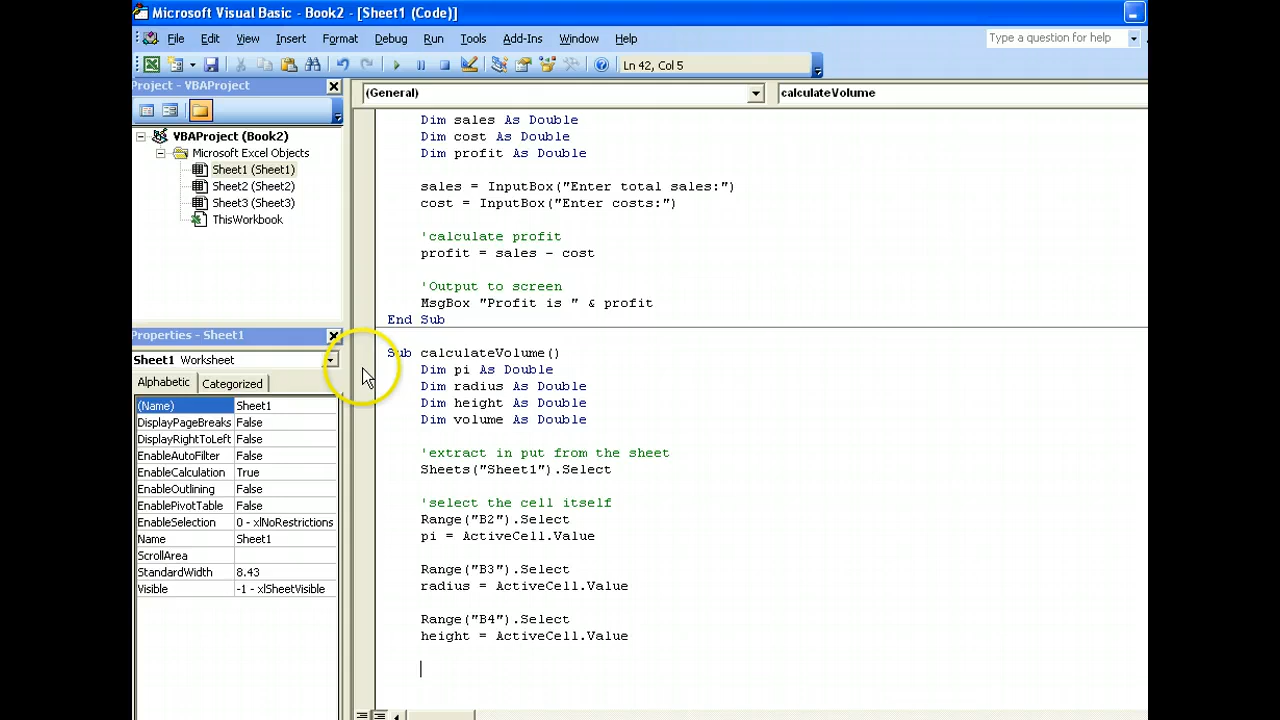 Microsoft Visual Basic - Book2 - [Sheet1 (Code)]
File Edit View Insert Format Debug Run Tools Add-Ins Window Help
Type a question for help
Ln 42, Col 5
Project - VBAProject
VBAProject (Book2)
Microsoft Excel Objects
Sheet1 (Sheet1)
Sheet2 (Sheet2)
Sheet3 (Sheet3)
ThisWorkbook
Properties - Sheet1
Sheet1 Worksheet
Alphabetic Categorized
(Name) Sheet1
DisplayPageBreaks False
DisplayRightToLeft False
EnableAutoFilter False
EnableCalculation True
EnableOutlining False
EnablePivotTable False
EnableSelection 0 - xlNoRestrictions
Name Sheet1
ScrollArea
StandardWidth 8.43
Visible -1 - xlSheetVisible
(General)
calculateVolume
Dim sales As Double
Dim cost As Double
Dim profit As Double
sales = InputBox("Enter total sales:")
cost = InputBox("Enter costs:")
'calculate profit
profit = sales - cost
'Output to screen
MsgBox "Profit is " & profit
End Sub
Sub calculateVolume()
Dim pi As Double
Dim radius As Double
Dim height As Double
Dim volume As Double
'extract in put from the sheet
Sheets("Sheet1").Select
'select the cell itself
Range("B2").Select
pi = ActiveCell.Value
Range("B3").Select
radius = ActiveCell.Value
Range("B4").Select
height = ActiveCell.Value